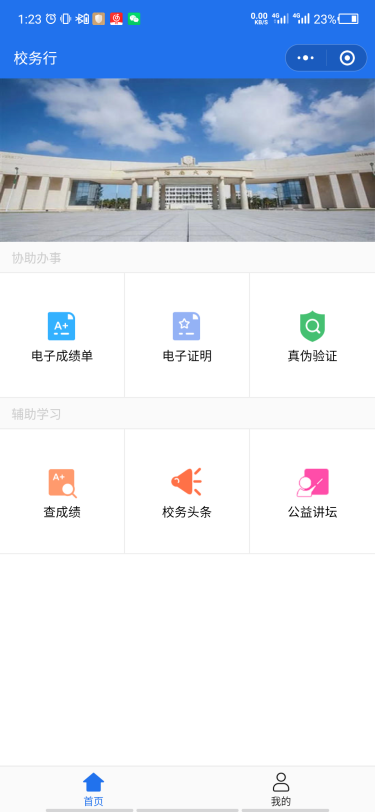 1:23
0.00 KB/S 4G 4G 23%
校务行
协助办事
A+
电子成绩单 电子证明 真伪验证
辅助学习
A+
查成绩 校务头条 公益讲坛
首页 我的